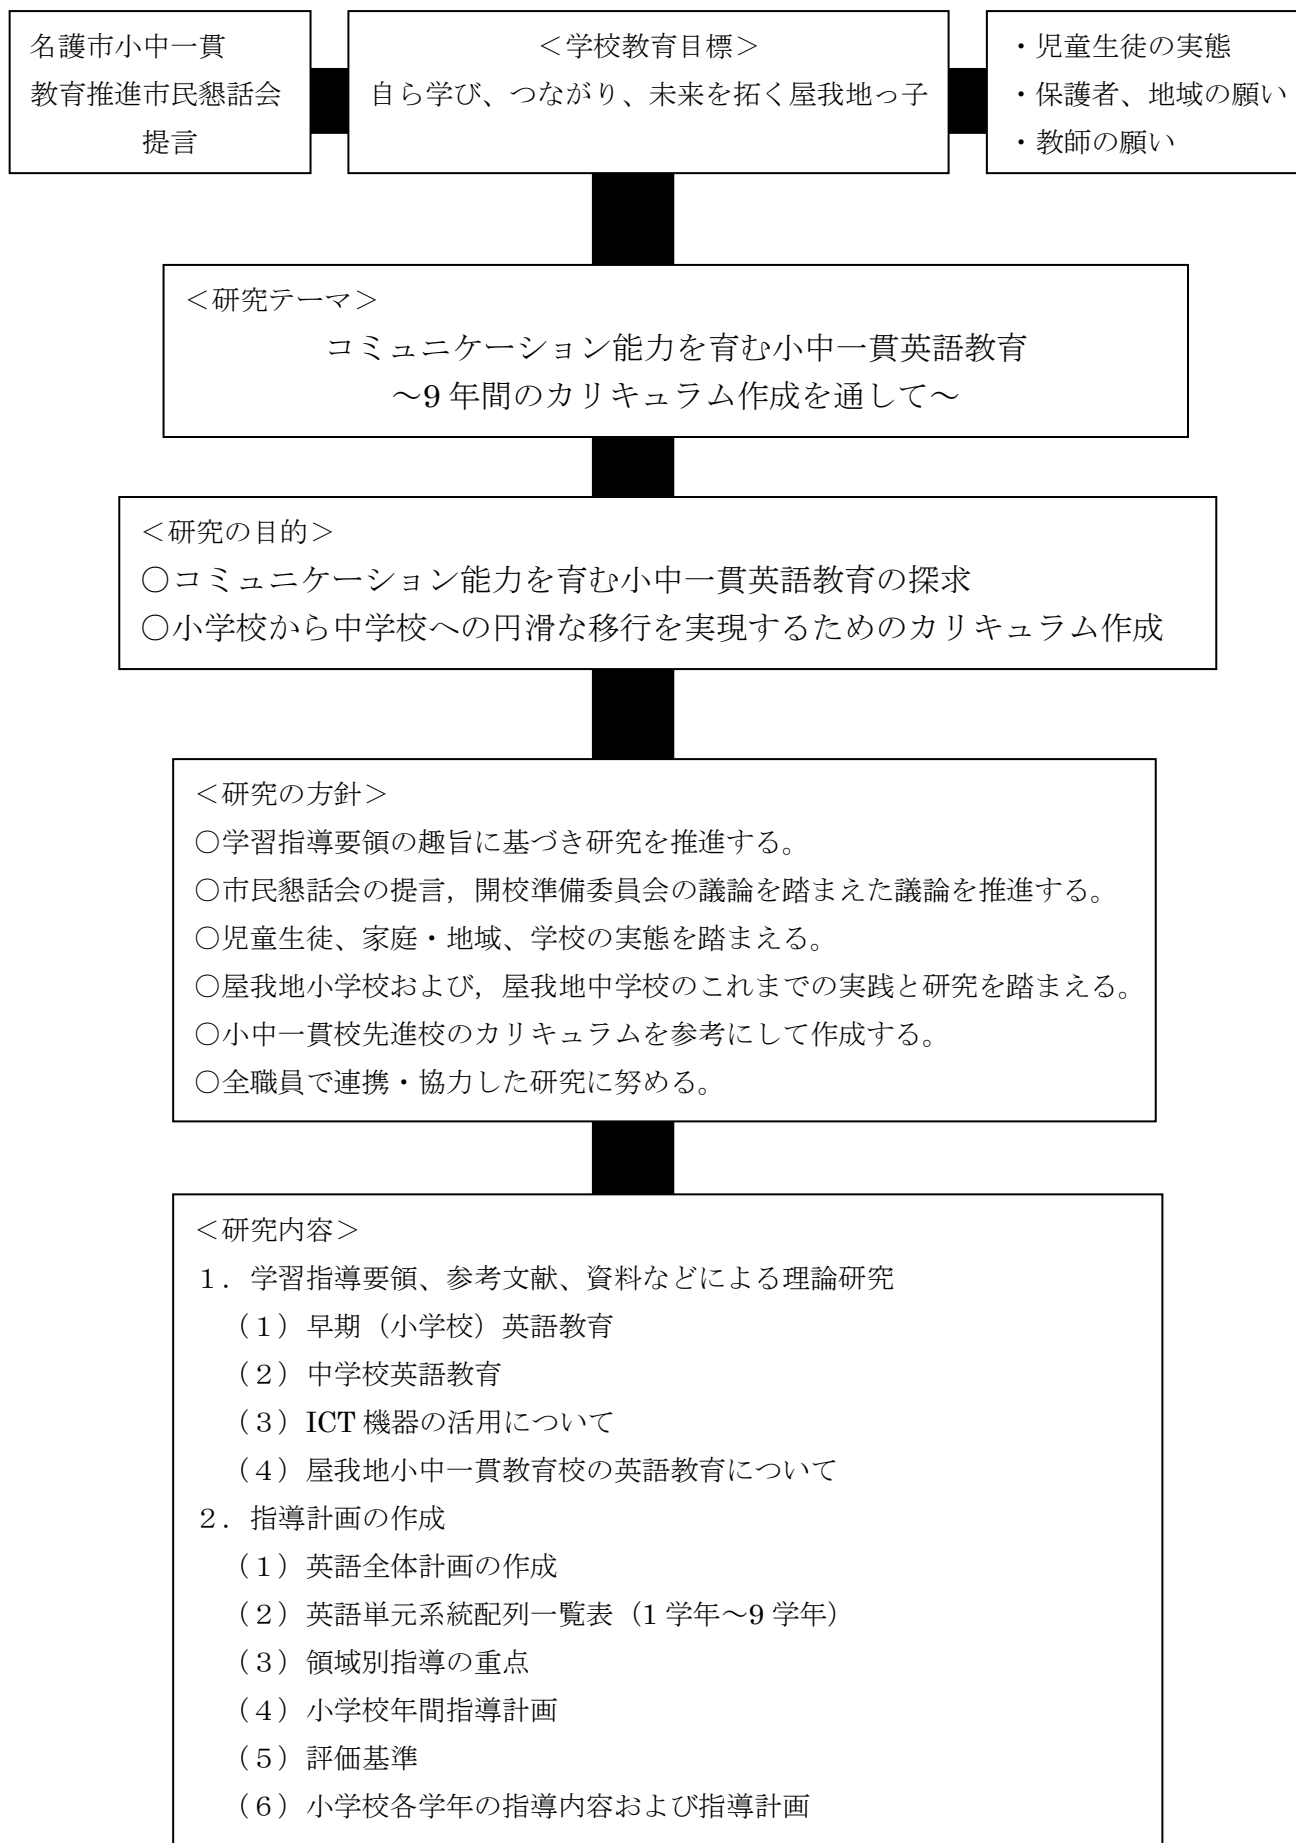 名護市小中一貫
教育推進市民懇話会
提言
＜学校教育目標＞
自ら学び、つながり、未来を拓く屋我地っ子
・児童生徒の実態
・保護者、地域の願い
・教師の願い
＜研究テーマ＞
コミュニケーション能力を育む小中一貫英語教育
～9年間のカリキュラム作成を通して～
＜研究の目的＞
○コミュニケーション能力を育む小中一貫英語教育の探求
○小学校から中学校への円滑な移行を実現するためのカリキュラム作成
＜研究の方針＞
○学習指導要領の趣旨に基づき研究を推進する。
○市民懇話会の提言，開校準備委員会の議論を踏まえた議論を推進する。
○児童生徒、家庭・地域、学校の実態を踏まえる。
○屋我地小学校および，屋我地中学校のこれまでの実践と研究を踏まえる。
○小中一貫校先進校のカリキュラムを参考にして作成する。
○全職員で連携・協力した研究に努める。
＜研究内容＞
１．学習指導要領、参考文献、資料などによる理論研究
（１）早期（小学校）英語教育
（２）中学校英語教育
（３）ICT 機器の活用について
（４）屋我地小中一貫教育校の英語教育について
２．指導計画の作成
（１）英語全体計画の作成
（２）英語単元系統配列一覧表（1 学年～9 学年）
（３）領域別指導の重点
（４）小学校年間指導計画
（５）評価基準
（６）小学校各学年の指導内容および指導計画